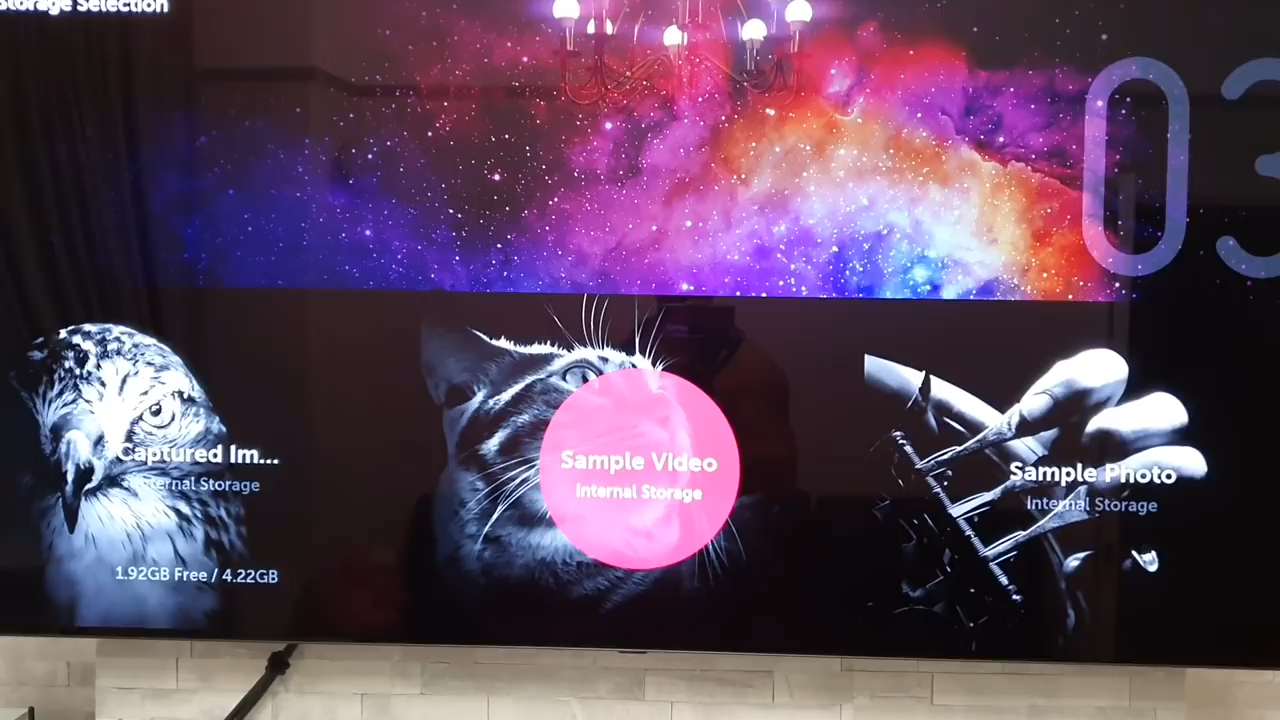 Storage Selection
03
Captured Im...
Internal Storage
1.92GB Free / 4.22GB
Sample Video
Internal Storage
Sample Photo
Internal Storage